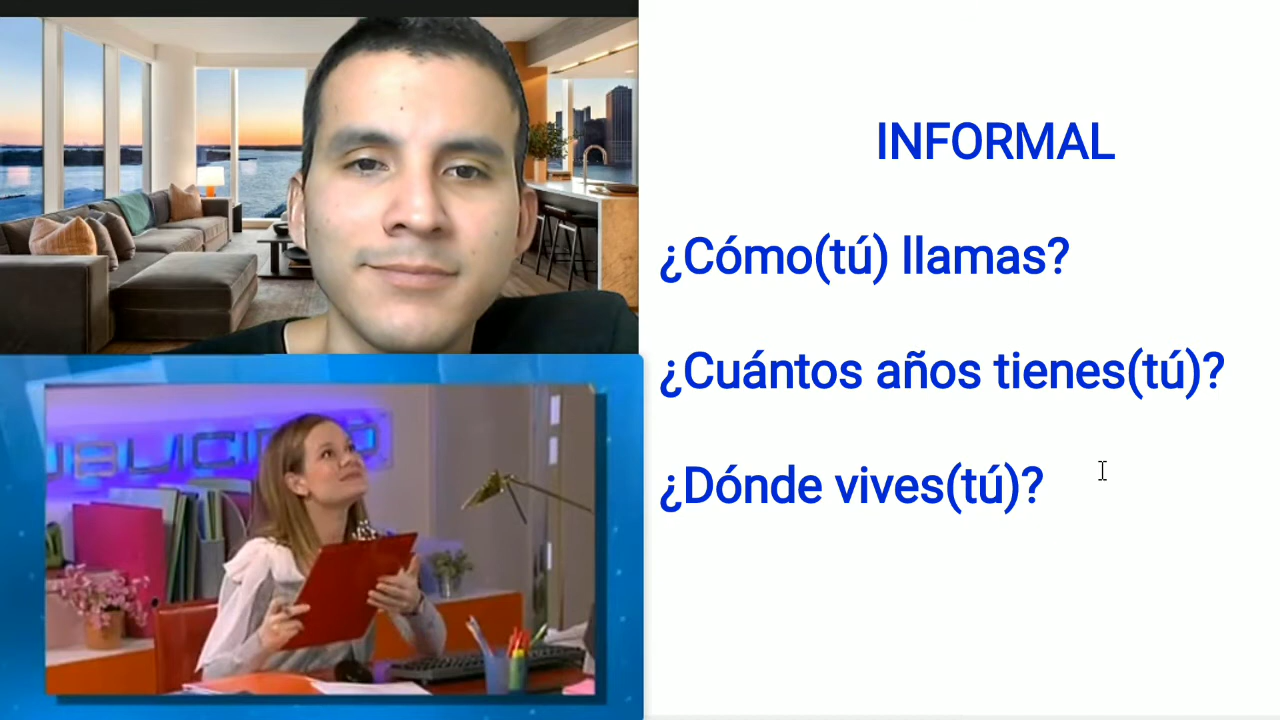 INFORMAL
¿Cómo(tú) llamas?
¿Cuántos años tienes(tú)?
¿Dónde vives(tú)?